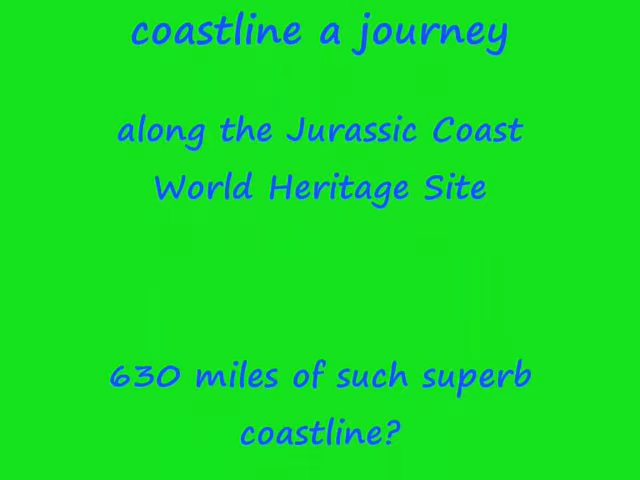 coastline a journey
along the Jurassic Coast
World Heritage Site
630 miles of such superb
coastline?